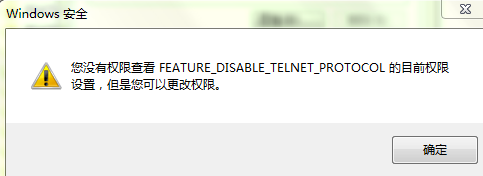 Windows 安全
您没有权限查看 FEATURE_DISABLE_TELNET_PROTOCOL 的目前权限
设置，但是您可以更改权限。
确定